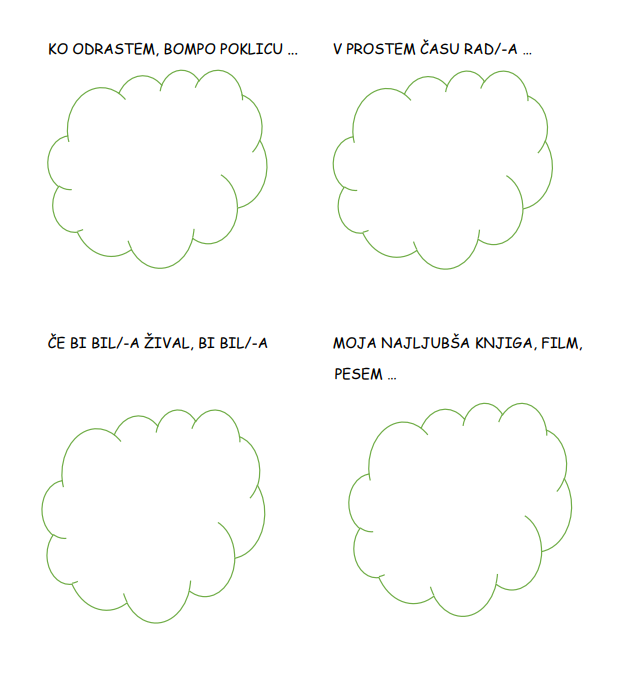 KO ODRASTEM, BOMPO POKLICU ...
V PROSTEM ČASU RAD/-A ...
ČE BI BIL/-A ŽIVAL, BI BIL/-A
MOJA NAJLJUBŠA KNJIGA, FILM,
PESEM ...